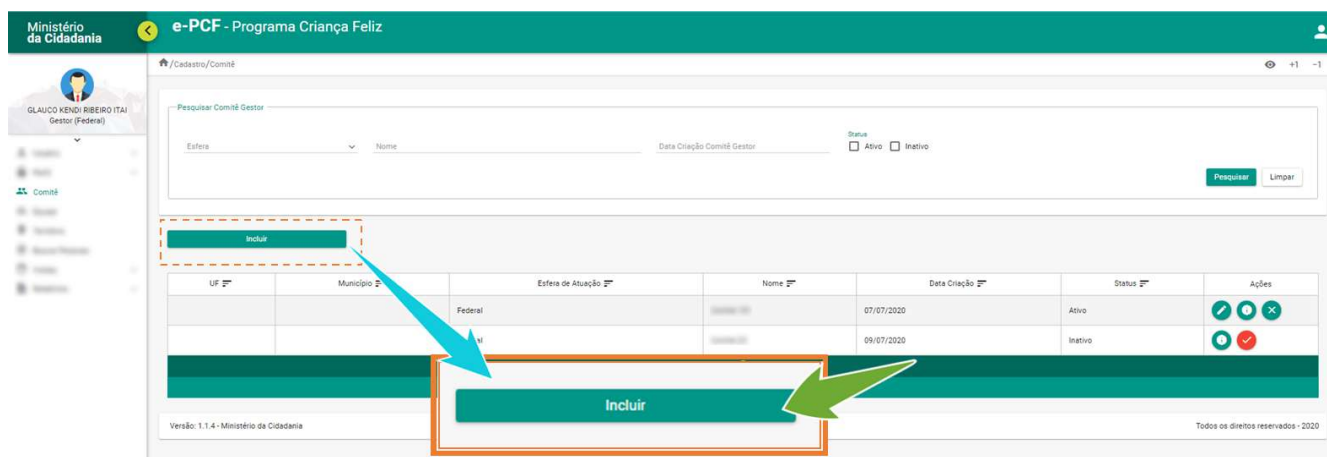 Ministério
da Cidadania
e-PCF - Programa Criança Feliz
/Cadastro/Comitê
+1 -1
GLAUCO KENDI RIBEIRO ITAI
Gestor (Federal)
Comitê
Pesquisar Comitê Gestor
Esfera Nome Data Criação Comitê Gestor
Status
Ativo Inativo
Pesquisar Limpar
Incluir
UF Município Esfera de Atuação Nome Data Criação Status Ações
Federal 07/07/2020 Ativo
09/07/2020 Inativo
Incluir
Versão: 1.1.4 - Ministério da Cidadania
Todos os direitos reservados - 2020